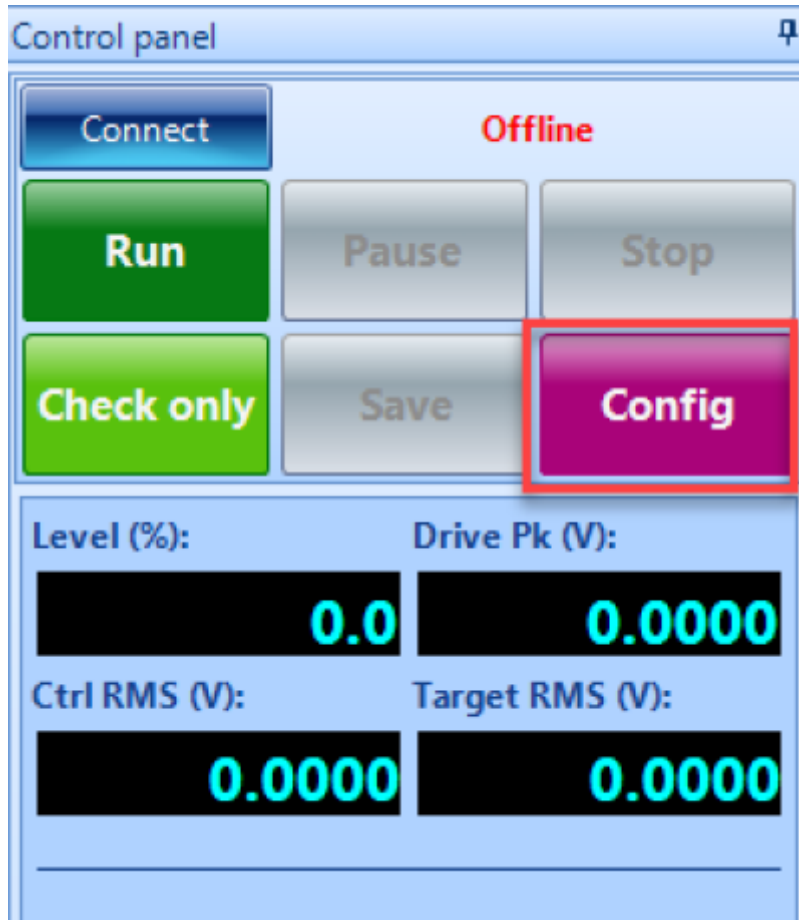 Control panel
Connect Offline
Run Pause Stop
Check only Save Config
Level (%): Drive Pk (V):
0.0 0.0000
Ctrl RMS (V): Target RMS (V):
0.0000 0.0000